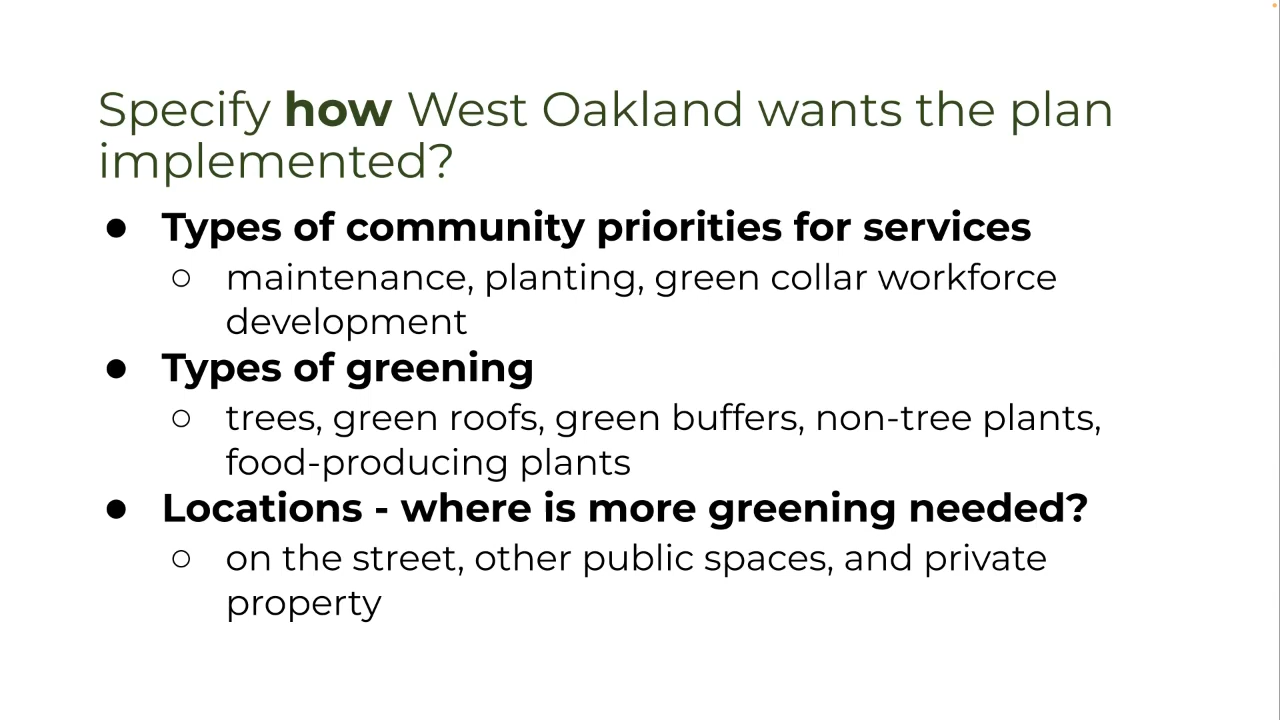 Specify how West Oakland wants the plan
implemented?
● Types of community priorities for services
○ maintenance, planting, green collar workforce
development
● Types of greening
○ trees, green roofs, green buffers, non-tree plants,
food-producing plants
● Locations - where is more greening needed?
○ on the street, other public spaces, and private
property